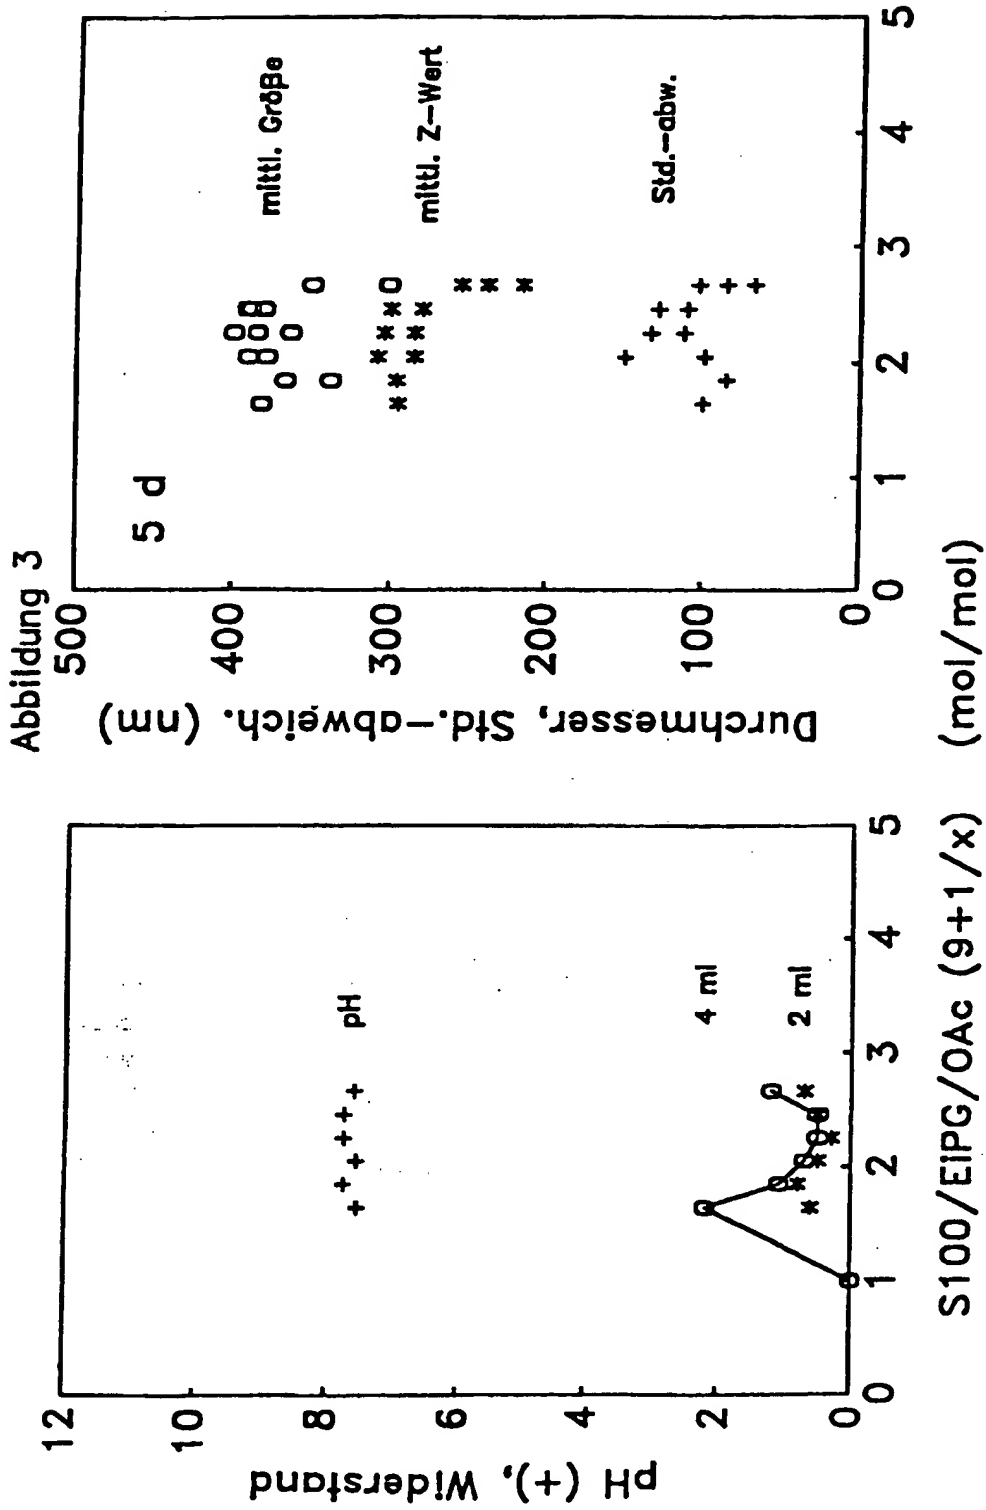 Abbildung 3
pH (+), Widerstand
12
10
8
6
4
2
0
pH
4 ml
2 ml
0
1
2
3
4
5
Durchmesser, Std.-abweich. (nm)
500
400
300
200
100
0
5 d
mittl. Größe
mittl. Z-Wert
Std.-abw.
0
1
2
3
4
5
S100/EiPG/OAc (9+1/x) (mol/mol)